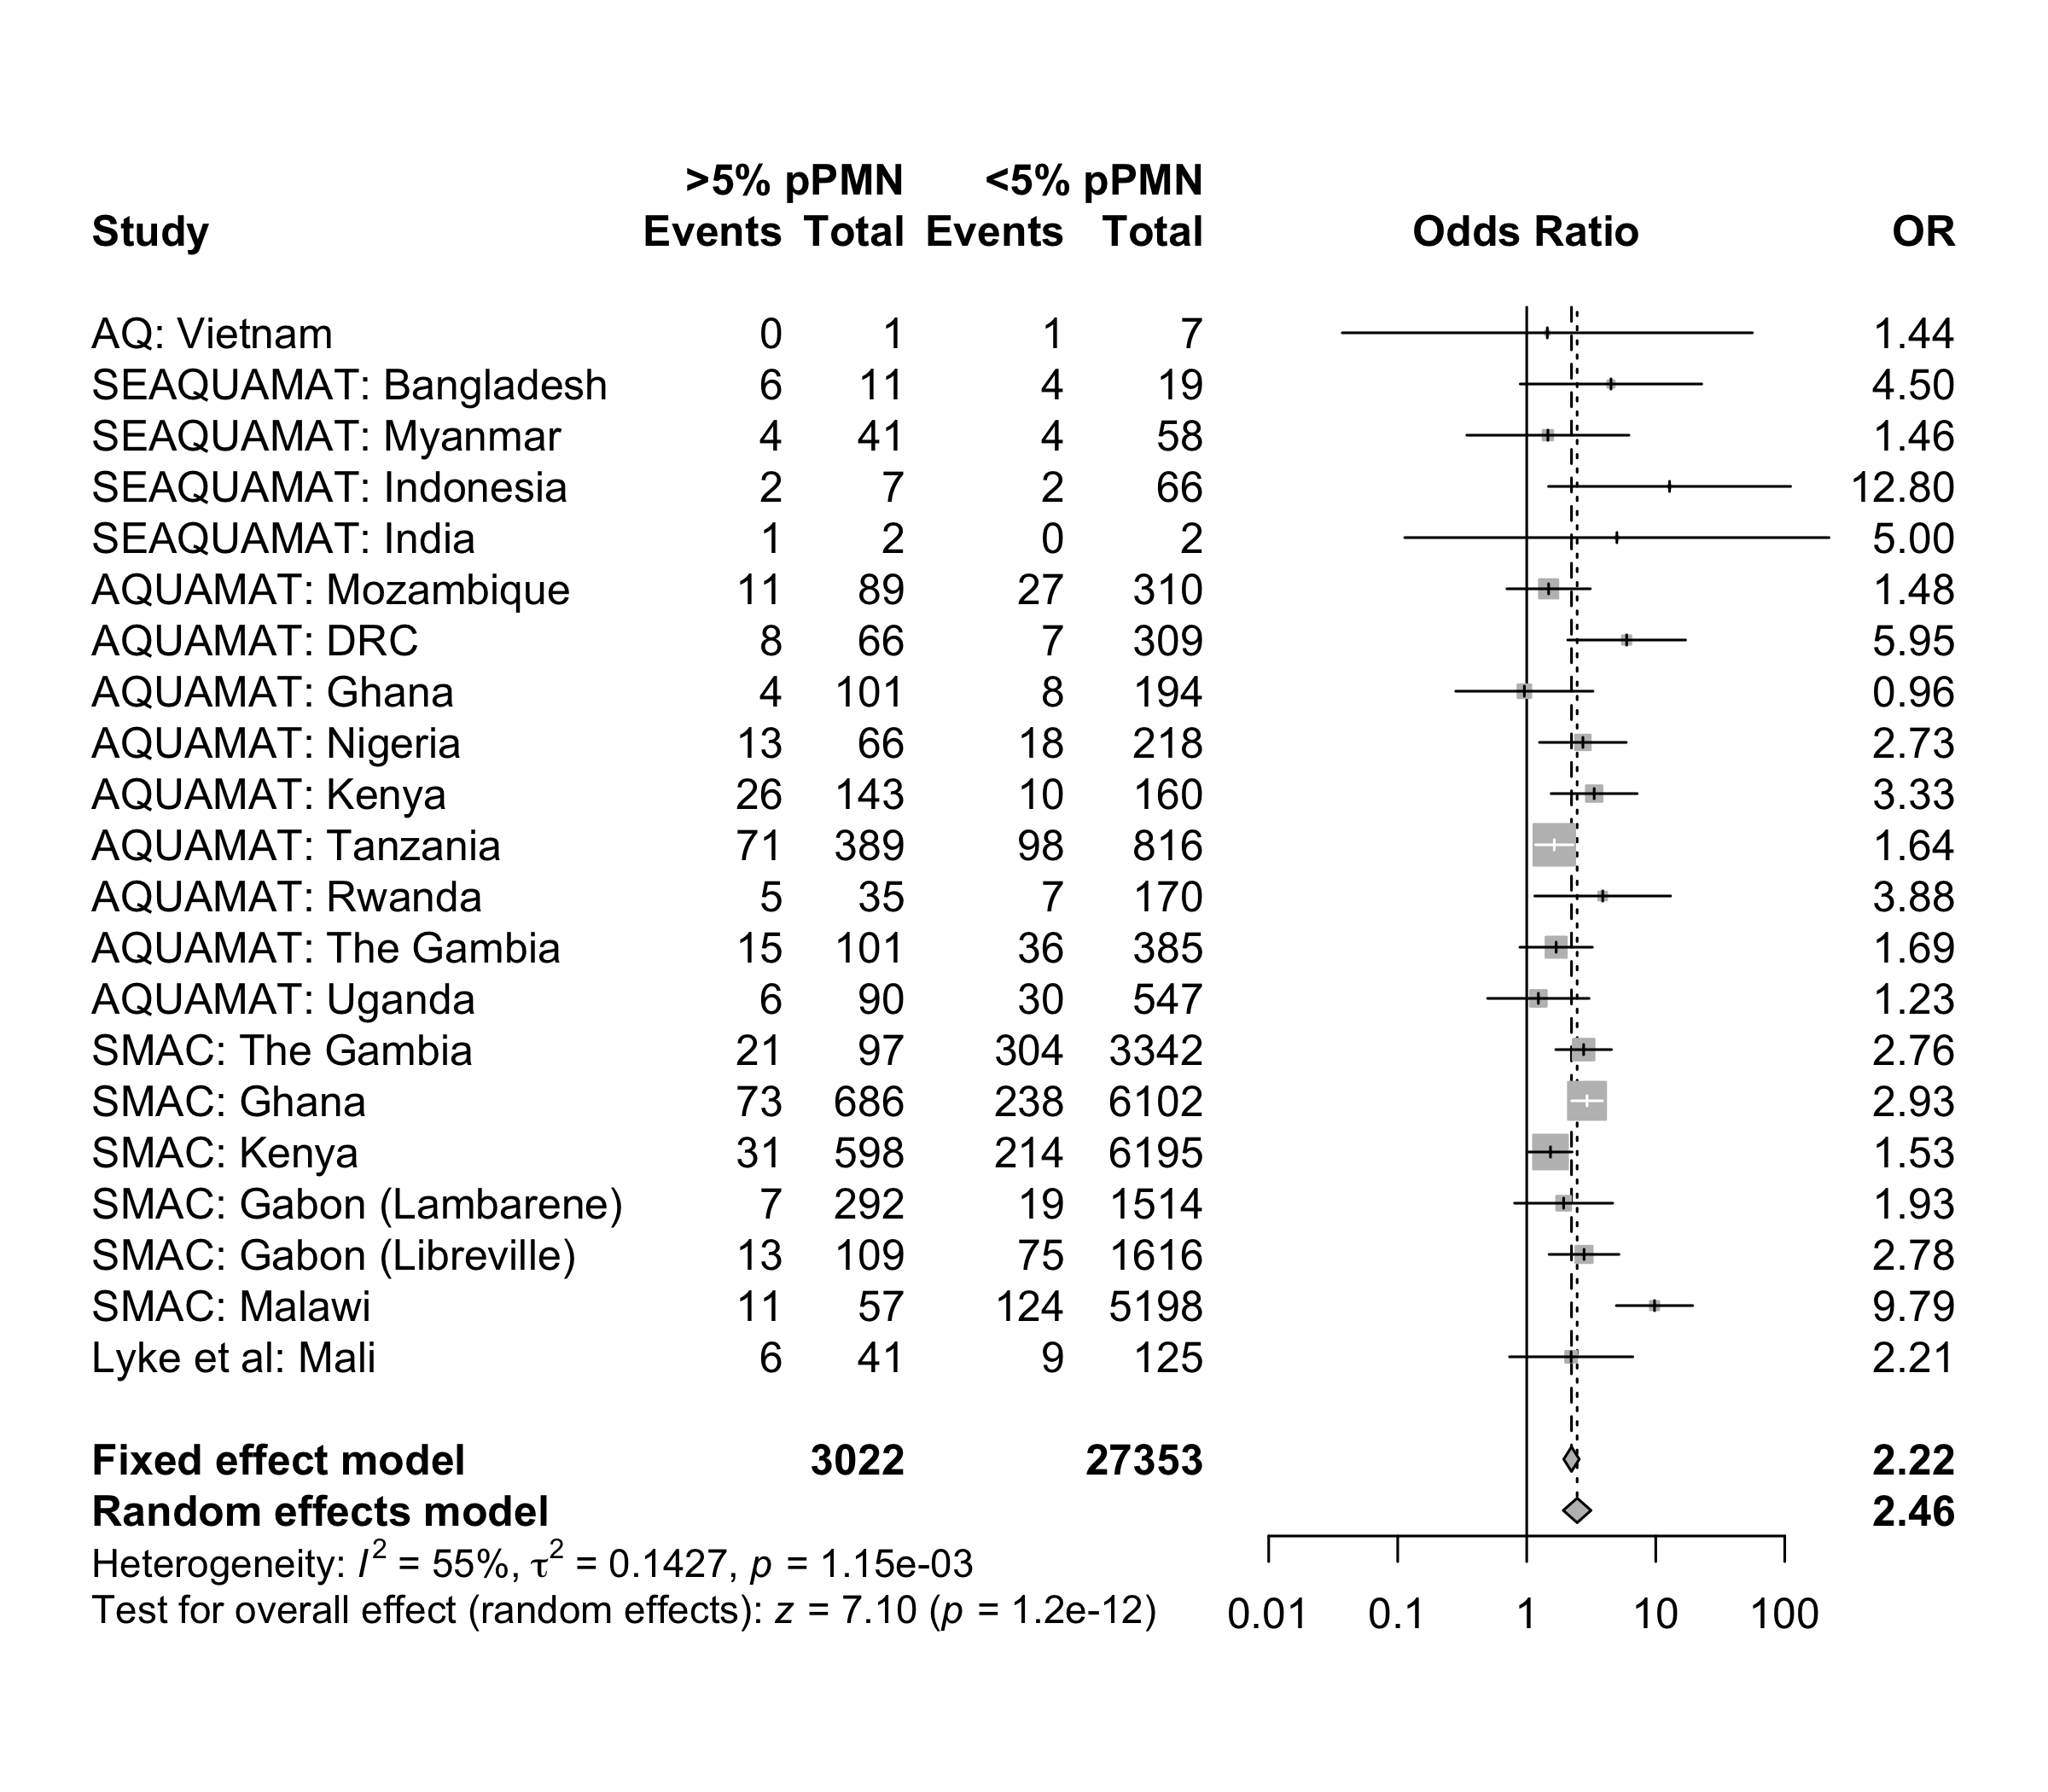 >5% pPMN <5% pPMN
Study Events Total Events Total Odds Ratio OR
AQ: Vietnam 0 1 1 7 1.44
SEAQUAMAT: Bangladesh 6 11 4 19 4.50
SEAQUAMAT: Myanmar 4 41 4 58 1.46
SEAQUAMAT: Indonesia 2 7 2 66 12.80
SEAQUAMAT: India 1 2 0 2 5.00
AQUAMAT: Mozambique 11 89 27 310 1.48
AQUAMAT: DRC 8 66 7 309 5.95
AQUAMAT: Ghana 4 101 8 194 0.96
AQUAMAT: Nigeria 13 66 18 218 2.73
AQUAMAT: Kenya 26 143 10 160 3.33
AQUAMAT: Tanzania 71 389 98 816 1.64
AQUAMAT: Rwanda 5 35 7 170 3.88
AQUAMAT: The Gambia 15 101 36 385 1.69
AQUAMAT: Uganda 6 90 30 547 1.23
SMAC: The Gambia 21 97 304 3342 2.76
SMAC: Ghana 73 686 238 6102 2.93
SMAC: Kenya 31 598 214 6195 1.53
SMAC: Gabon (Lambarene) 7 292 19 1514 1.93
SMAC: Gabon (Libreville) 13 109 75 1616 2.78
SMAC: Malawi 11 57 124 5198 9.79
Lyke et al: Mali 6 41 9 125 2.21
Fixed effect model 3022 27353 2.22
Random effects model 2.46
Heterogeneity: I² = 55%, τ² = 0.1427, p = 1.15e-03
Test for overall effect (random effects): z = 7.10 (p = 1.2e-12)
0.01 0.1 1 10 100